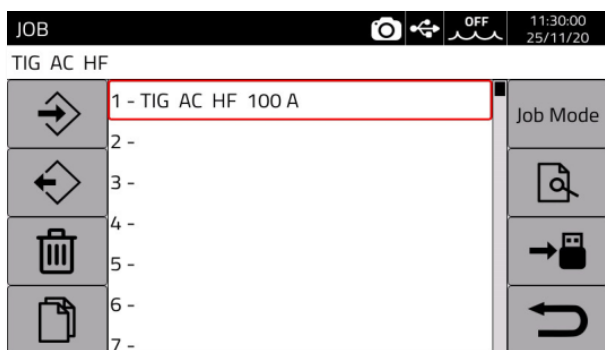 JOB
OFF
11:30:00
25/11/20
TIG AC HF
1 - TIG AC HF 100 A
2 -
3 -
4 -
5 -
6 -
7 -
Job Mode